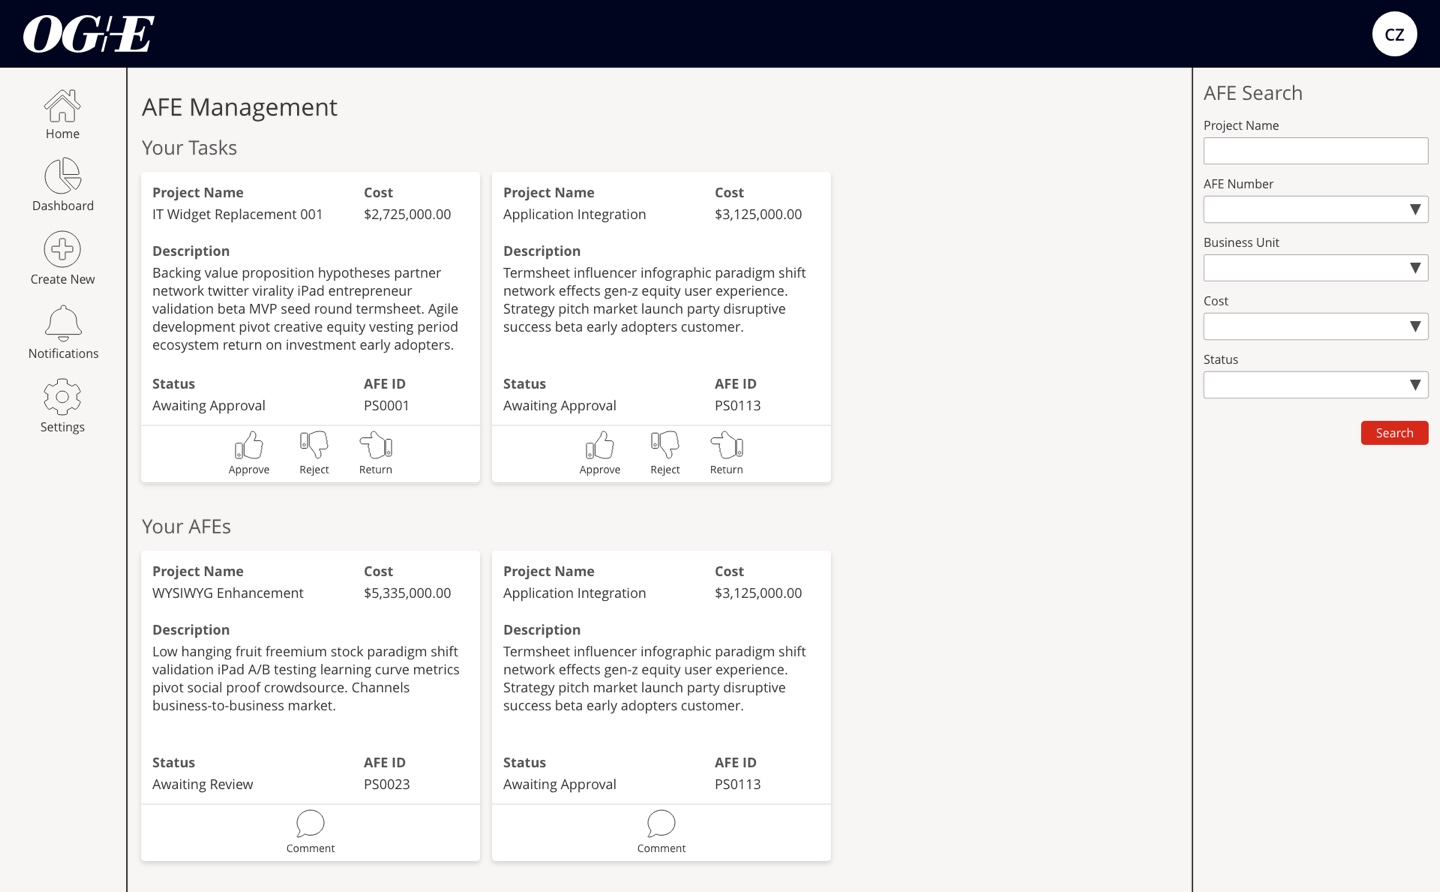 OG+E
CZ
Home
Dashboard
Create New
Notifications
Settings
AFE Management
Your Tasks
Project Name
Cost
IT Widget Replacement 001
$2,725,000.00
Description
Backing value proposition hypotheses partner
network twitter virality iPad entrepreneur
validation beta MVP seed round termsheet. Agile
development pivot creative equity vesting period
ecosystem return on investment early adopters.
Status
AFE ID
Awaiting Approval
PS0001
Approve
Reject
Return
Project Name
Cost
Application Integration
$3,125,000.00
Description
Termsheet influencer infographic paradigm shift
network effects gen-z equity user experience.
Strategy pitch market launch party disruptive
success beta early adopters customer.
Status
AFE ID
Awaiting Approval
PS0113
Approve
Reject
Return
Your AFEs
Project Name
Cost
WYSIWYG Enhancement
$5,335,000.00
Description
Low hanging fruit freemium stock paradigm shift
validation iPad A/B testing learning curve metrics
pivot social proof crowdsource. Channels
business-to-business market.
Status
AFE ID
Awaiting Review
PS0023
Comment
Project Name
Cost
Application Integration
$3,125,000.00
Description
Termsheet influencer infographic paradigm shift
network effects gen-z equity user experience.
Strategy pitch market launch party disruptive
success beta early adopters customer.
Status
AFE ID
Awaiting Approval
PS0113
Comment
AFE Search
Project Name
AFE Number
Business Unit
Cost
Status
Search